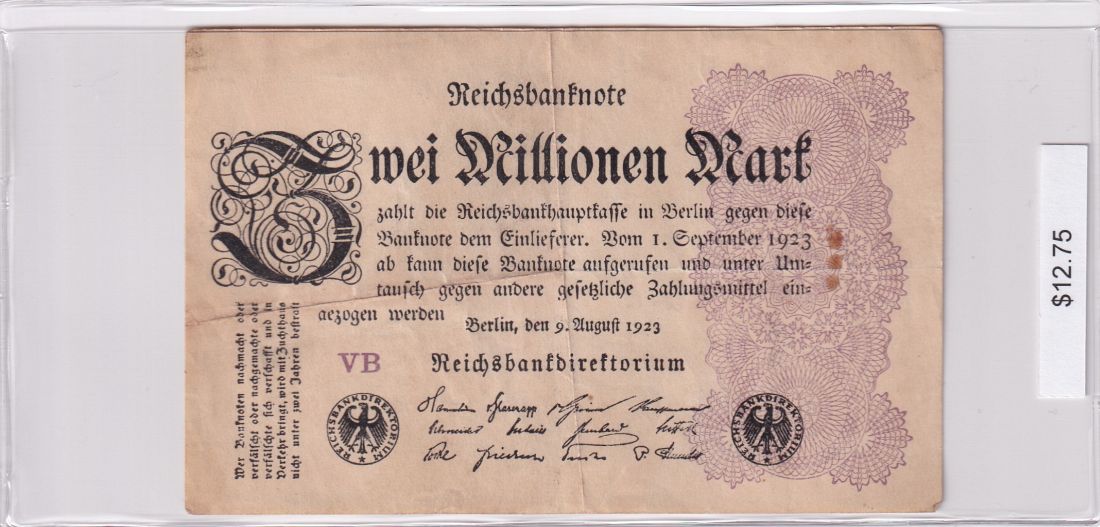 Reichsbanknote
Zwei Millionen Mark
zahlt die Reichsbankhauptkasse in Berlin gegen diese
Banknote dem Einlieferer. Vom 1. September 1923
ab kann diese Banknote aufgerufen und unter Um=
tausch gegen andere gesetzliche Zahlungsmittel ein=
gezogen werden
Berlin, den 9. August 1923
VB
Reichsbankdirektorium
REICHSBANKDIREKTORIUM
REICHSBANKDIREKTORIUM
Wer Banknoten nachmacht oder
verfälscht oder nachgemachte oder
verfälschte sich verschafft und in
Verkehr bringt, wird mit Zuchthaus
nicht unter zwei Jahren bestraft
$12.75